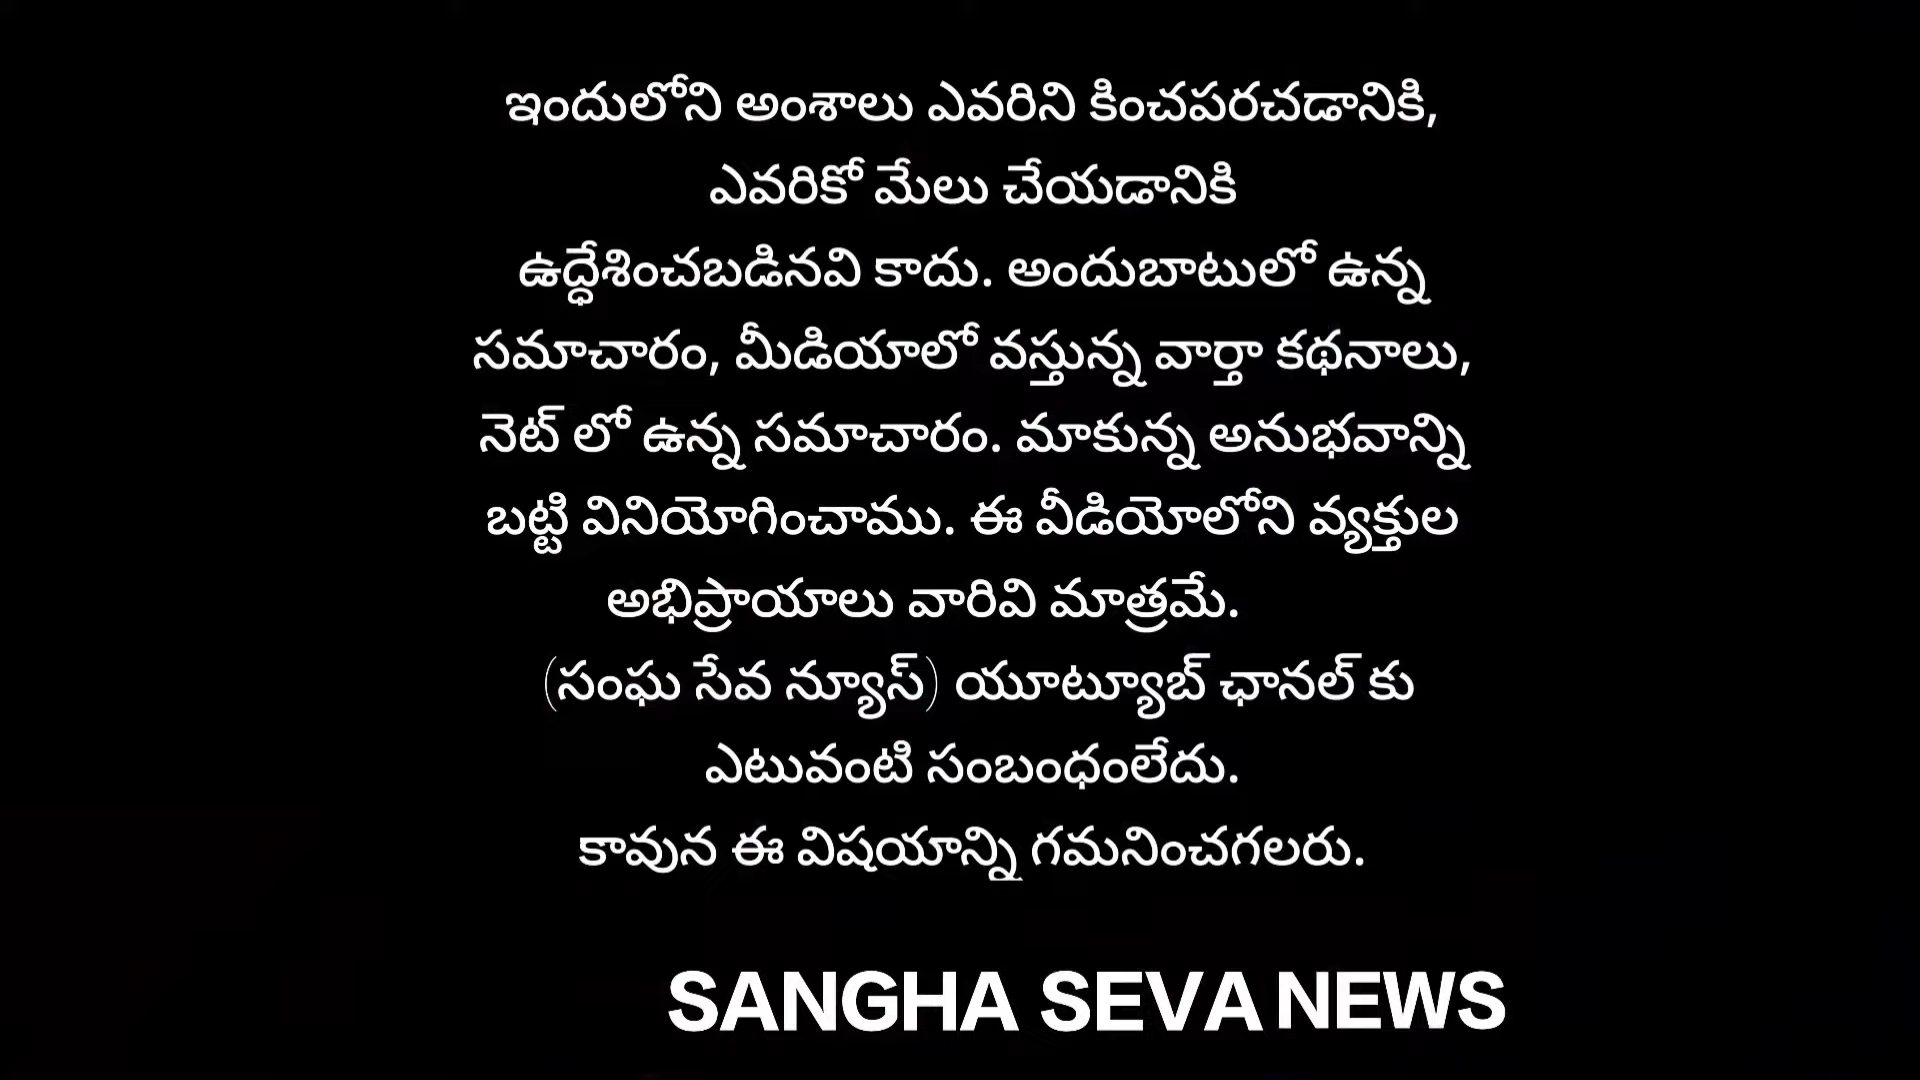 ఇందులోని అంశాలు ఎవరిని కించపరచడానికి,
ఎవరికో మేలు చేయడానికి
ఉద్ధేశించబడినవి కాదు. అందుబాటులో ఉన్న
సమాచారం, మీడియాలో వస్తున్న వార్తా కథనాలు,
నెట్ లో ఉన్న సమాచారం. మాకున్న అనుభవాన్ని
బట్టి వినియోగించాము. ఈ వీడియోలోని వ్యక్తుల
అభిప్రాయాలు వారివి మాత్రమే.
(సంఘ సేవ న్యూస్) యూట్యూబ్ ఛానల్ కు
ఎటువంటి సంబంధంలేదు.
కావున ఈ విషయాన్ని గమనించగలరు.
SANGHA SEVA NEWS